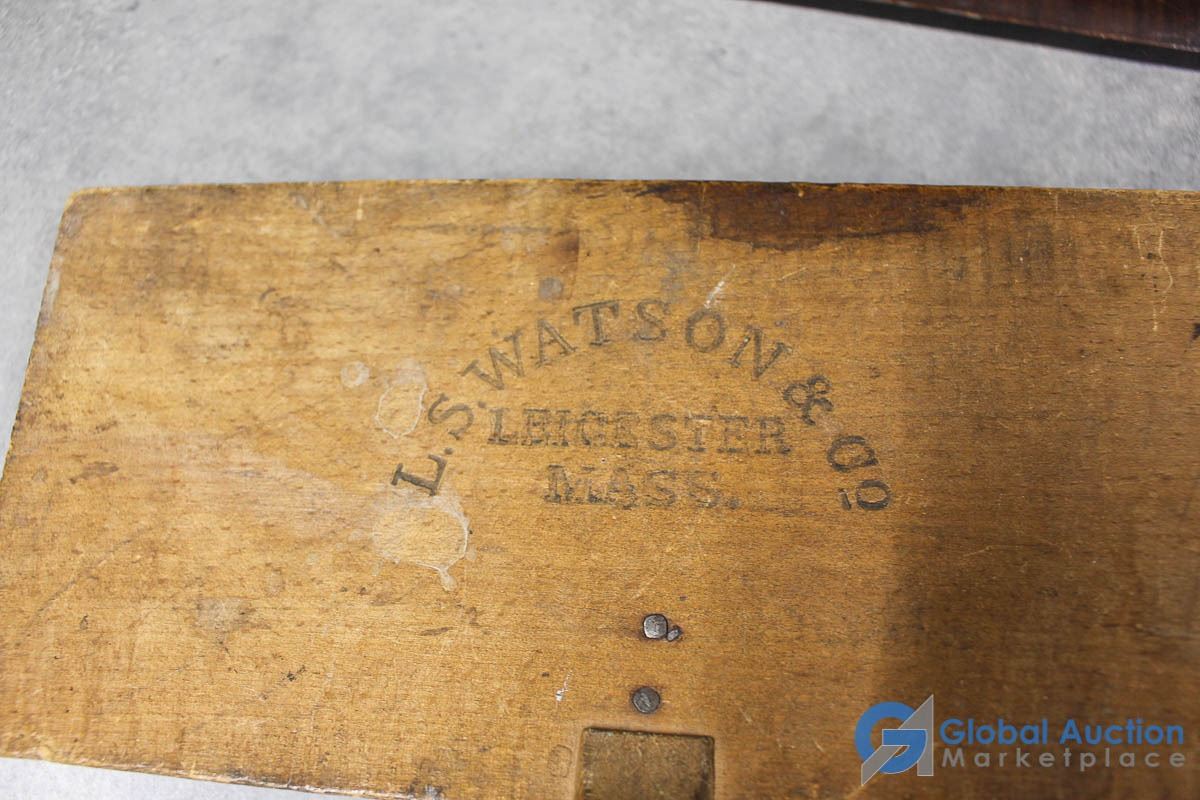 L.S. WATSON & Co
LEICESTER
MASS.
Global Auction
Marketplace